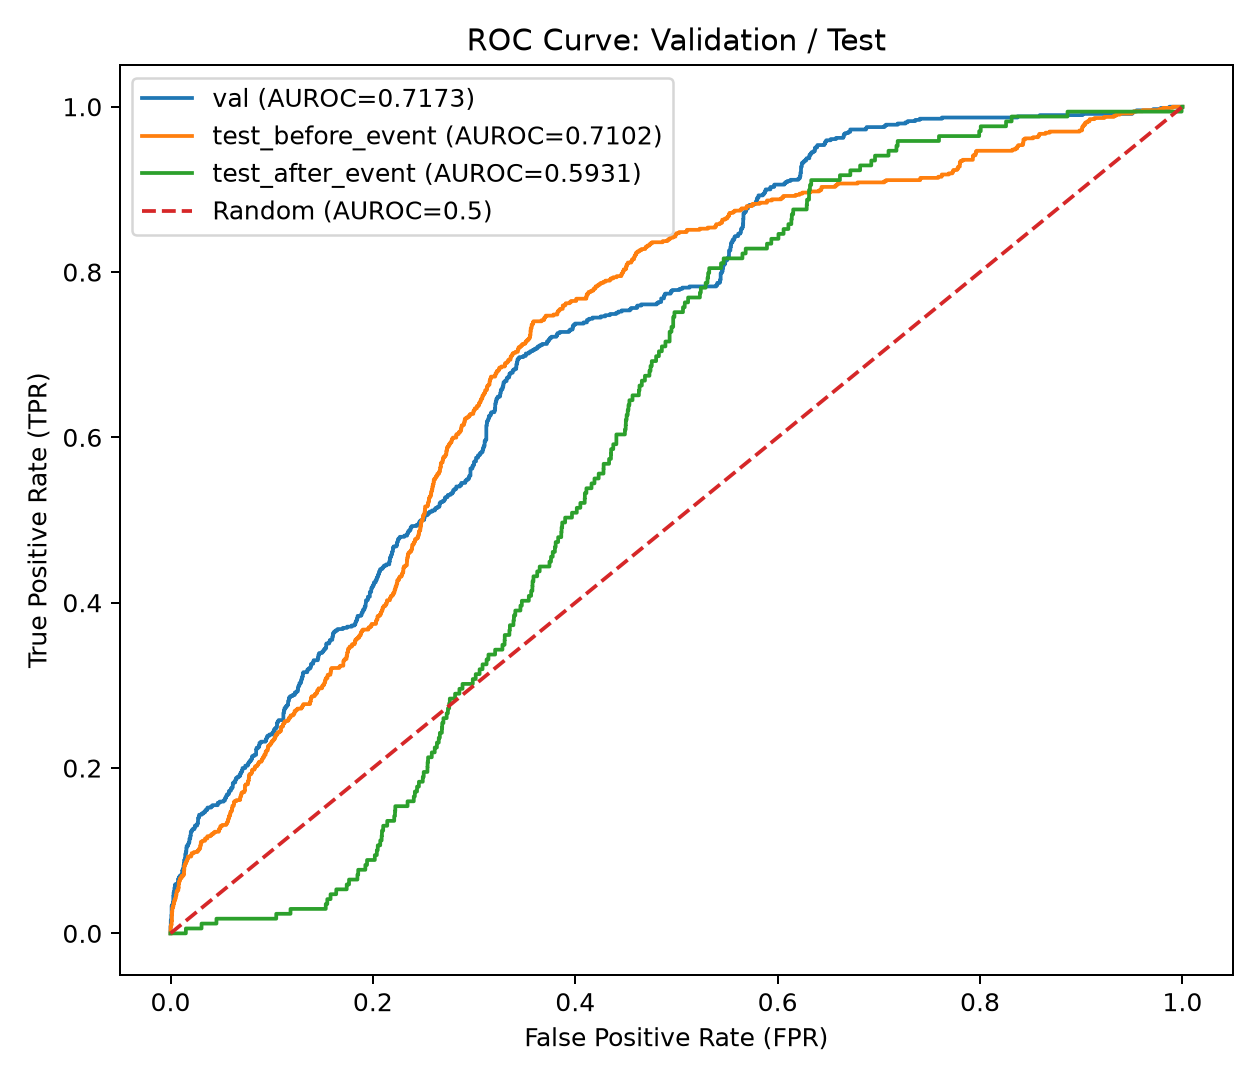 ROC Curve: Validation / Test
val (AUROC=0.7173)
test_before_event (AUROC=0.7102)
test_after_event (AUROC=0.5931)
Random (AUROC=0.5)
1.0
0.8
0.6
0.4
0.2
0.0
True Positive Rate (TPR)
0.0 0.2 0.4 0.6 0.8 1.0
False Positive Rate (FPR)